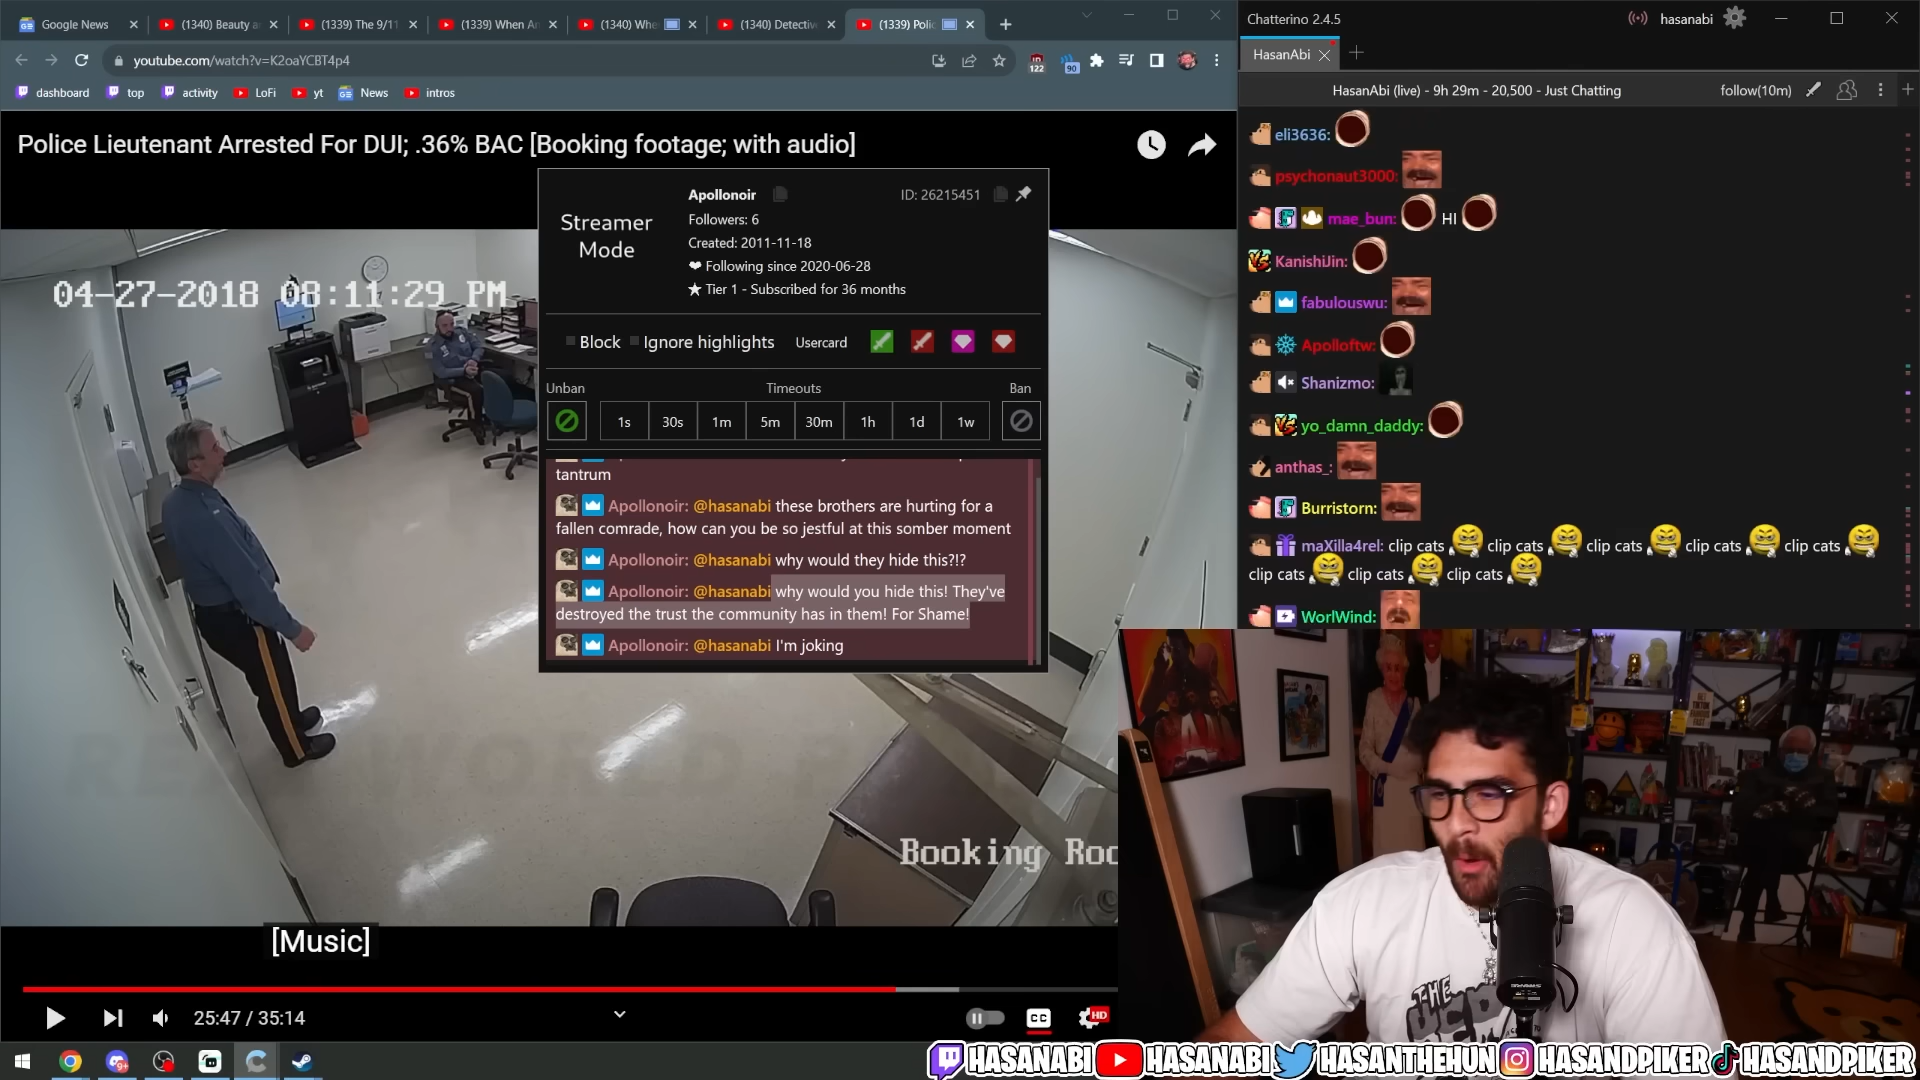 Google News
(1340) Beauty a
(1339) The 9/11
(1339) When An
(1340) Whe
(1340) Detective
(1339) Polic
youtube.com/watch?v=K2oaYCBT4p4
122
90
dashboard
top
activity
LoFi
yt
News
intros
Police Lieutenant Arrested For DUI; .36% BAC [Booking footage; with audio]
04-27-2018 08:11:29 PM
Streamer
Mode
Apollonoir
ID: 26215451
Followers: 6
Created: 2011-11-18
Following since 2020-06-28
Tier 1 - Subscribed for 36 months
Block
Ignore highlights
Usercard
Unban
Timeouts
Ban
1s
30s
1m
5m
30m
1h
1d
1w
tantrum
Apollonoir: @hasanabi these brothers are hurting for a
fallen comrade, how can you be so jestful at this somber moment
Apollonoir: @hasanabi why would they hide this?!?
Apollonoir: @hasanabi why would you hide this! They've
destroyed the trust the community has in them! For Shame!
Apollonoir: @hasanabi I'm joking
Booking Roo
[Music]
25:47 / 35:14
CC
HD
Chatterino 2.4.5
hasanabi
HasanAbi
HasanAbi (live) - 9h 29m - 20,500 - Just Chatting
follow(10m)
eli3636:
psychonaut3000:
mae_bun: HI
KanishiJin:
fabulouswu:
Apolloftw:
Shanizmo:
yo_damn_daddy:
anthas_:
Burristorn:
maXilla4rel: clip cats clip cats clip cats clip cats clip cats
clip cats clip cats clip cats
WorlWind:
THE
HASANABI HASANABI HASANTHEHUN HASANDPIKER HASANDPIKER